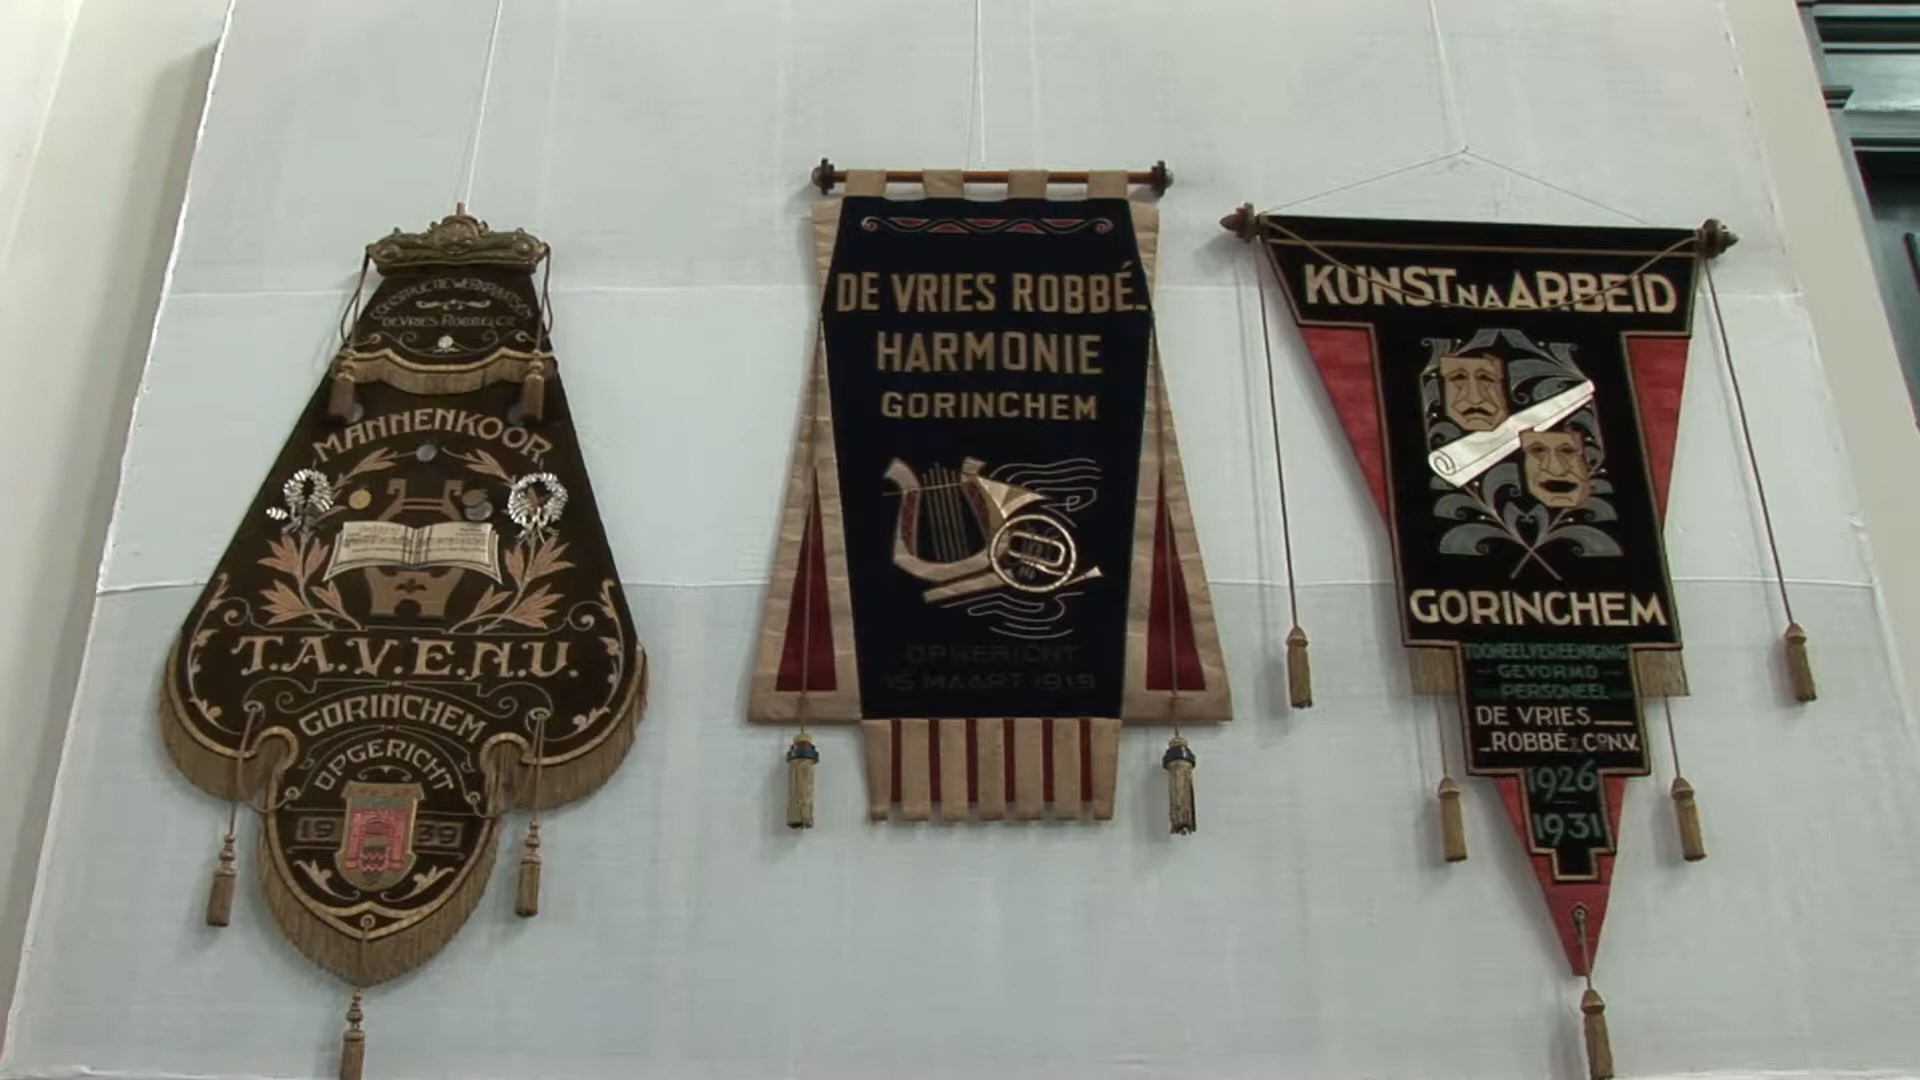 CONSTRUCTIEWERKPLAATSEN
DE VRIES ROBBÉ & CO
MANNENKOOR
T.A.V.E.N.U.
GORINCHEM
OPGERICHT
1939
DE VRIES ROBBÉ-
HARMONIE
GORINCHEM
OPGERICHT
15 MAART 1919
KUNST NA ARBEID
GORINCHEM
TOONEELVEREENIGING
GEVORMD
PERSONEEL
DE VRIES
ROBBÉ & CO N.V.
1926
1931